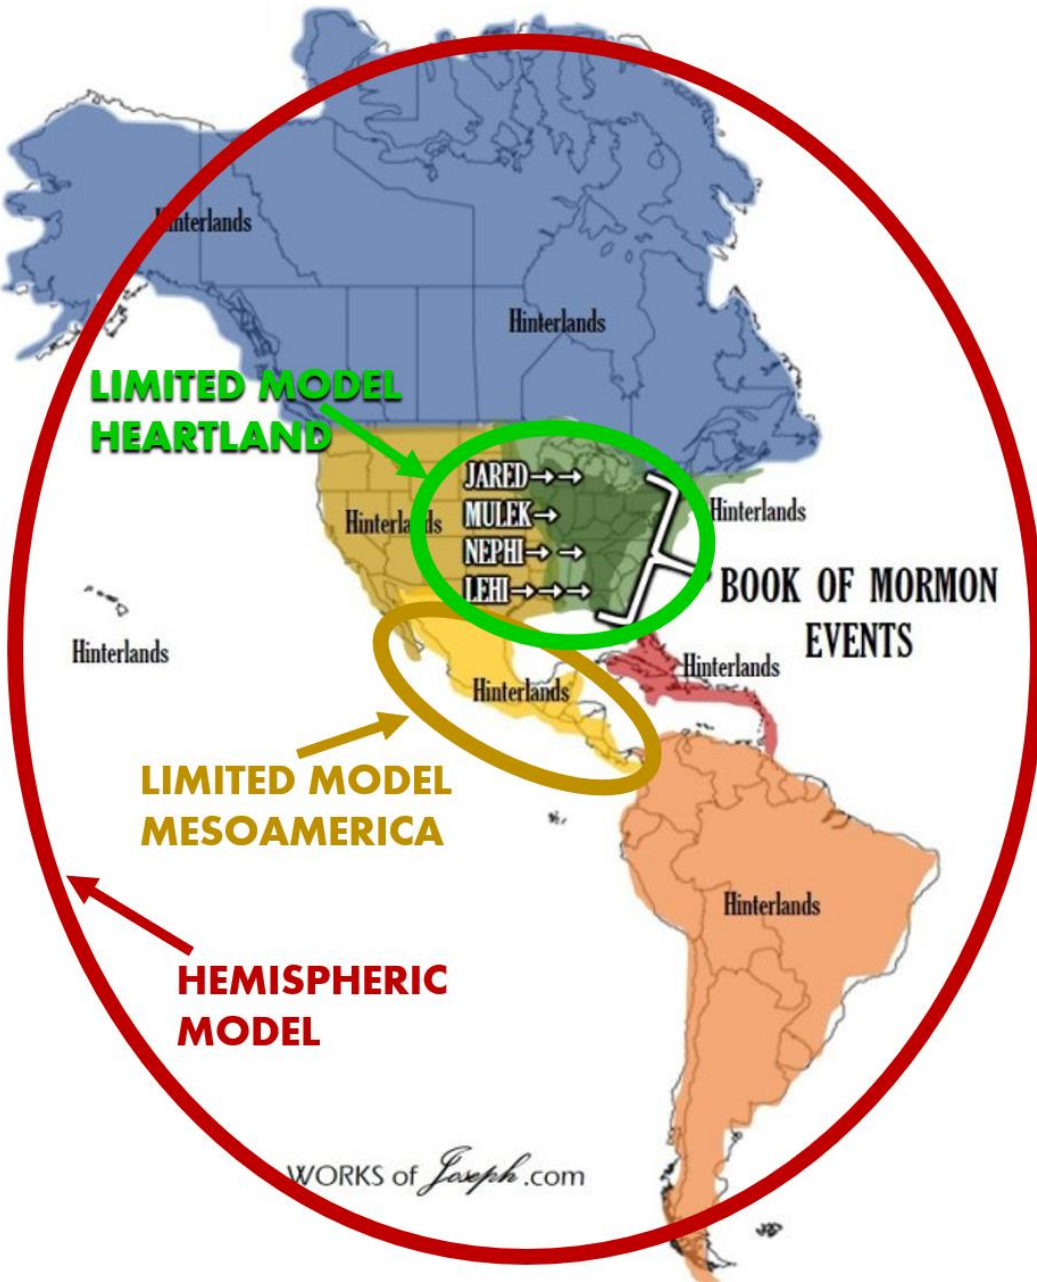 Hinterlands
Hinterlands
LIMITED MODEL
HEARTLAND
JARED→→
MULEK→
NEPHI→ →
LEHI→→→
Hinterlands
Hinterlands
BOOK OF MORMON
EVENTS
Hinterlands
Hinterlands
Hinterlands
LIMITED MODEL
MESOAMERICA
Hinterlands
HEMISPHERIC
MODEL
WORKS of Joseph.com